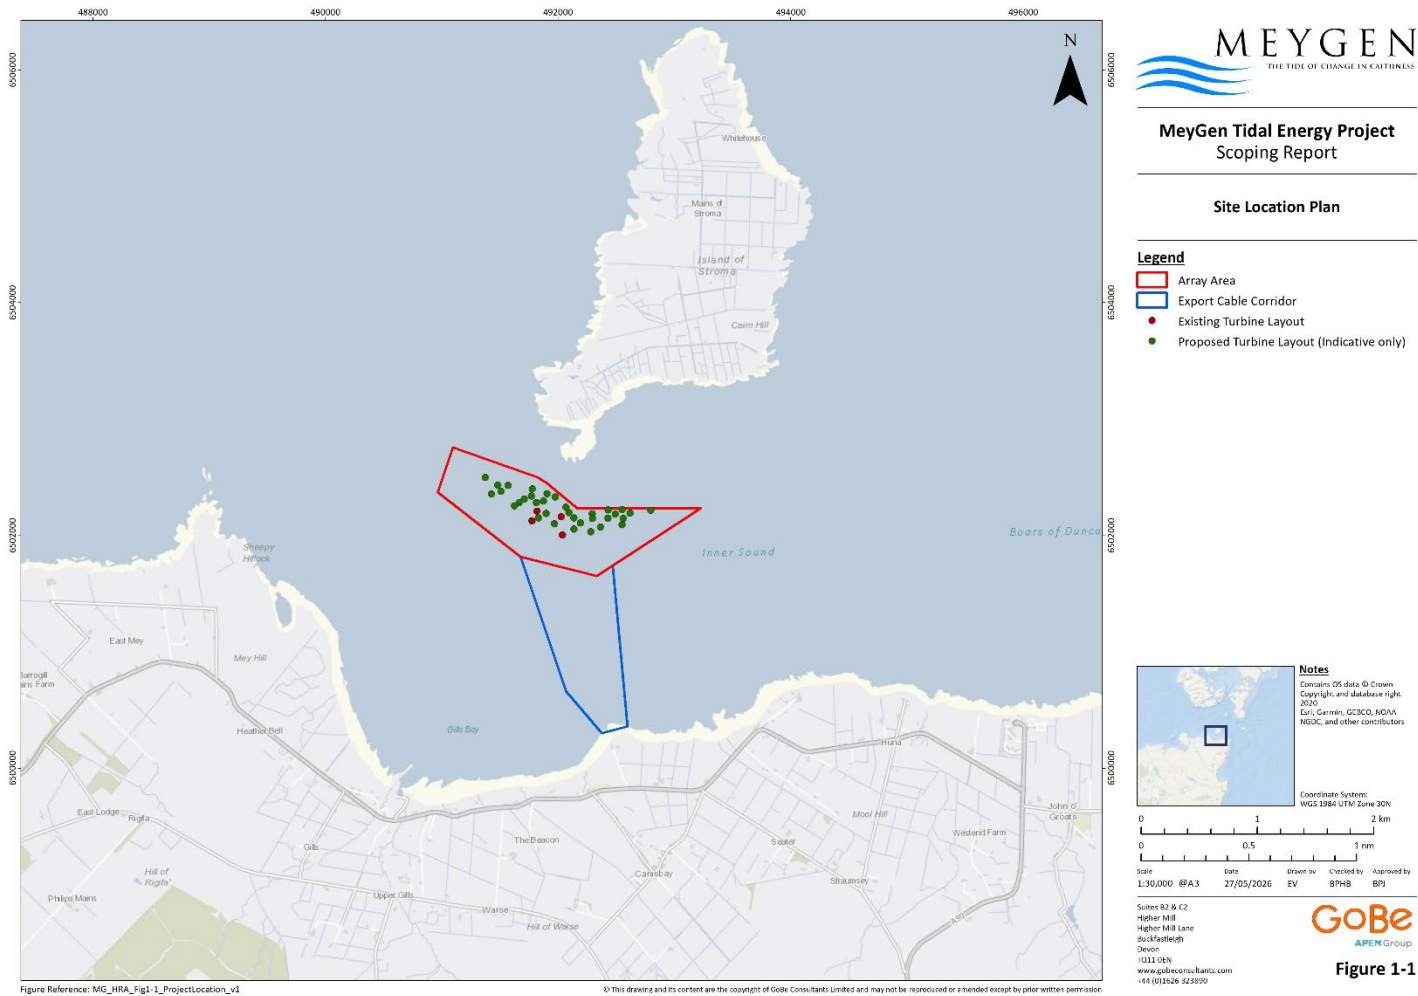 488000
490000
492000
494000
496000
6506000
6506000
6504000
6504000
6502000
6502000
6500000
6500000
N
Whitehouse
Mains of
Stroma
Island of
Stroma
Cairn Hill
Boars of Dunca
Inner Sound
Sheepy
Hillock
East Mey
Mey Hill
Barrogill
ains Farm
Heather Bell
Gills Bay
Huna
John o'
Groats
East Lodge
Rigifa
Mool Hill
Westend Farm
The Beacon
Seater
Gills
Canisbay
Hill of
Rigifa'
Stroumsey
Philips Mains
Upper Gills
Warse
Hill of Warse
A99
MEYGEN
THE TIDE OF CHANGE IN CAITHNESS
MeyGen Tidal Energy Project
Scoping Report
Site Location Plan
Legend
Array Area
Export Cable Corridor
Existing Turbine Layout
Proposed Turbine Layout (Indicative only)
Notes
Contains OS data © Crown
Copyright and database right
2020
Esri, Garmin, GEBCO, NOAA
NGDC, and other contributors
Coordinate System:
WGS 1984 UTM Zone 30N
0 1 2 km
0 0.5 1 nm
Scale Date Drawn by Checked by Approved by
1:30,000 @A3 27/05/2026 EV BPHB BPJ
Suites B2 & C2
Higher Mill
Higher Mill Lane
Buckfastleigh
Devon
TQ11 0EN
www.gobeconsultants.com
+44 (0)1626 323890
GoBe
APEM Group
Figure 1-1
Figure Reference: MG_HRA_Fig1-1_ProjectLocation_v1
© This drawing and its content are the copyright of GoBe Consultants Limited and may not be reproduced or amended except by prior written permission